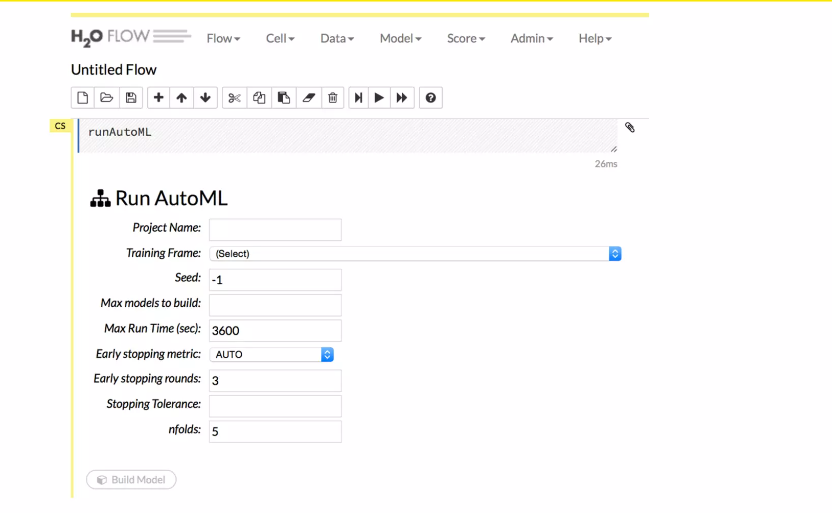 H2O FLOW Flow Cell Data Model Score Admin Help
Untitled Flow
CS
runAutoML
26ms
Run AutoML
Project Name:
Training Frame: (Select)
Seed: -1
Max models to build:
Max Run Time (sec): 3600
Early stopping metric: AUTO
Early stopping rounds: 3
Stopping Tolerance:
nfolds: 5
Build Model